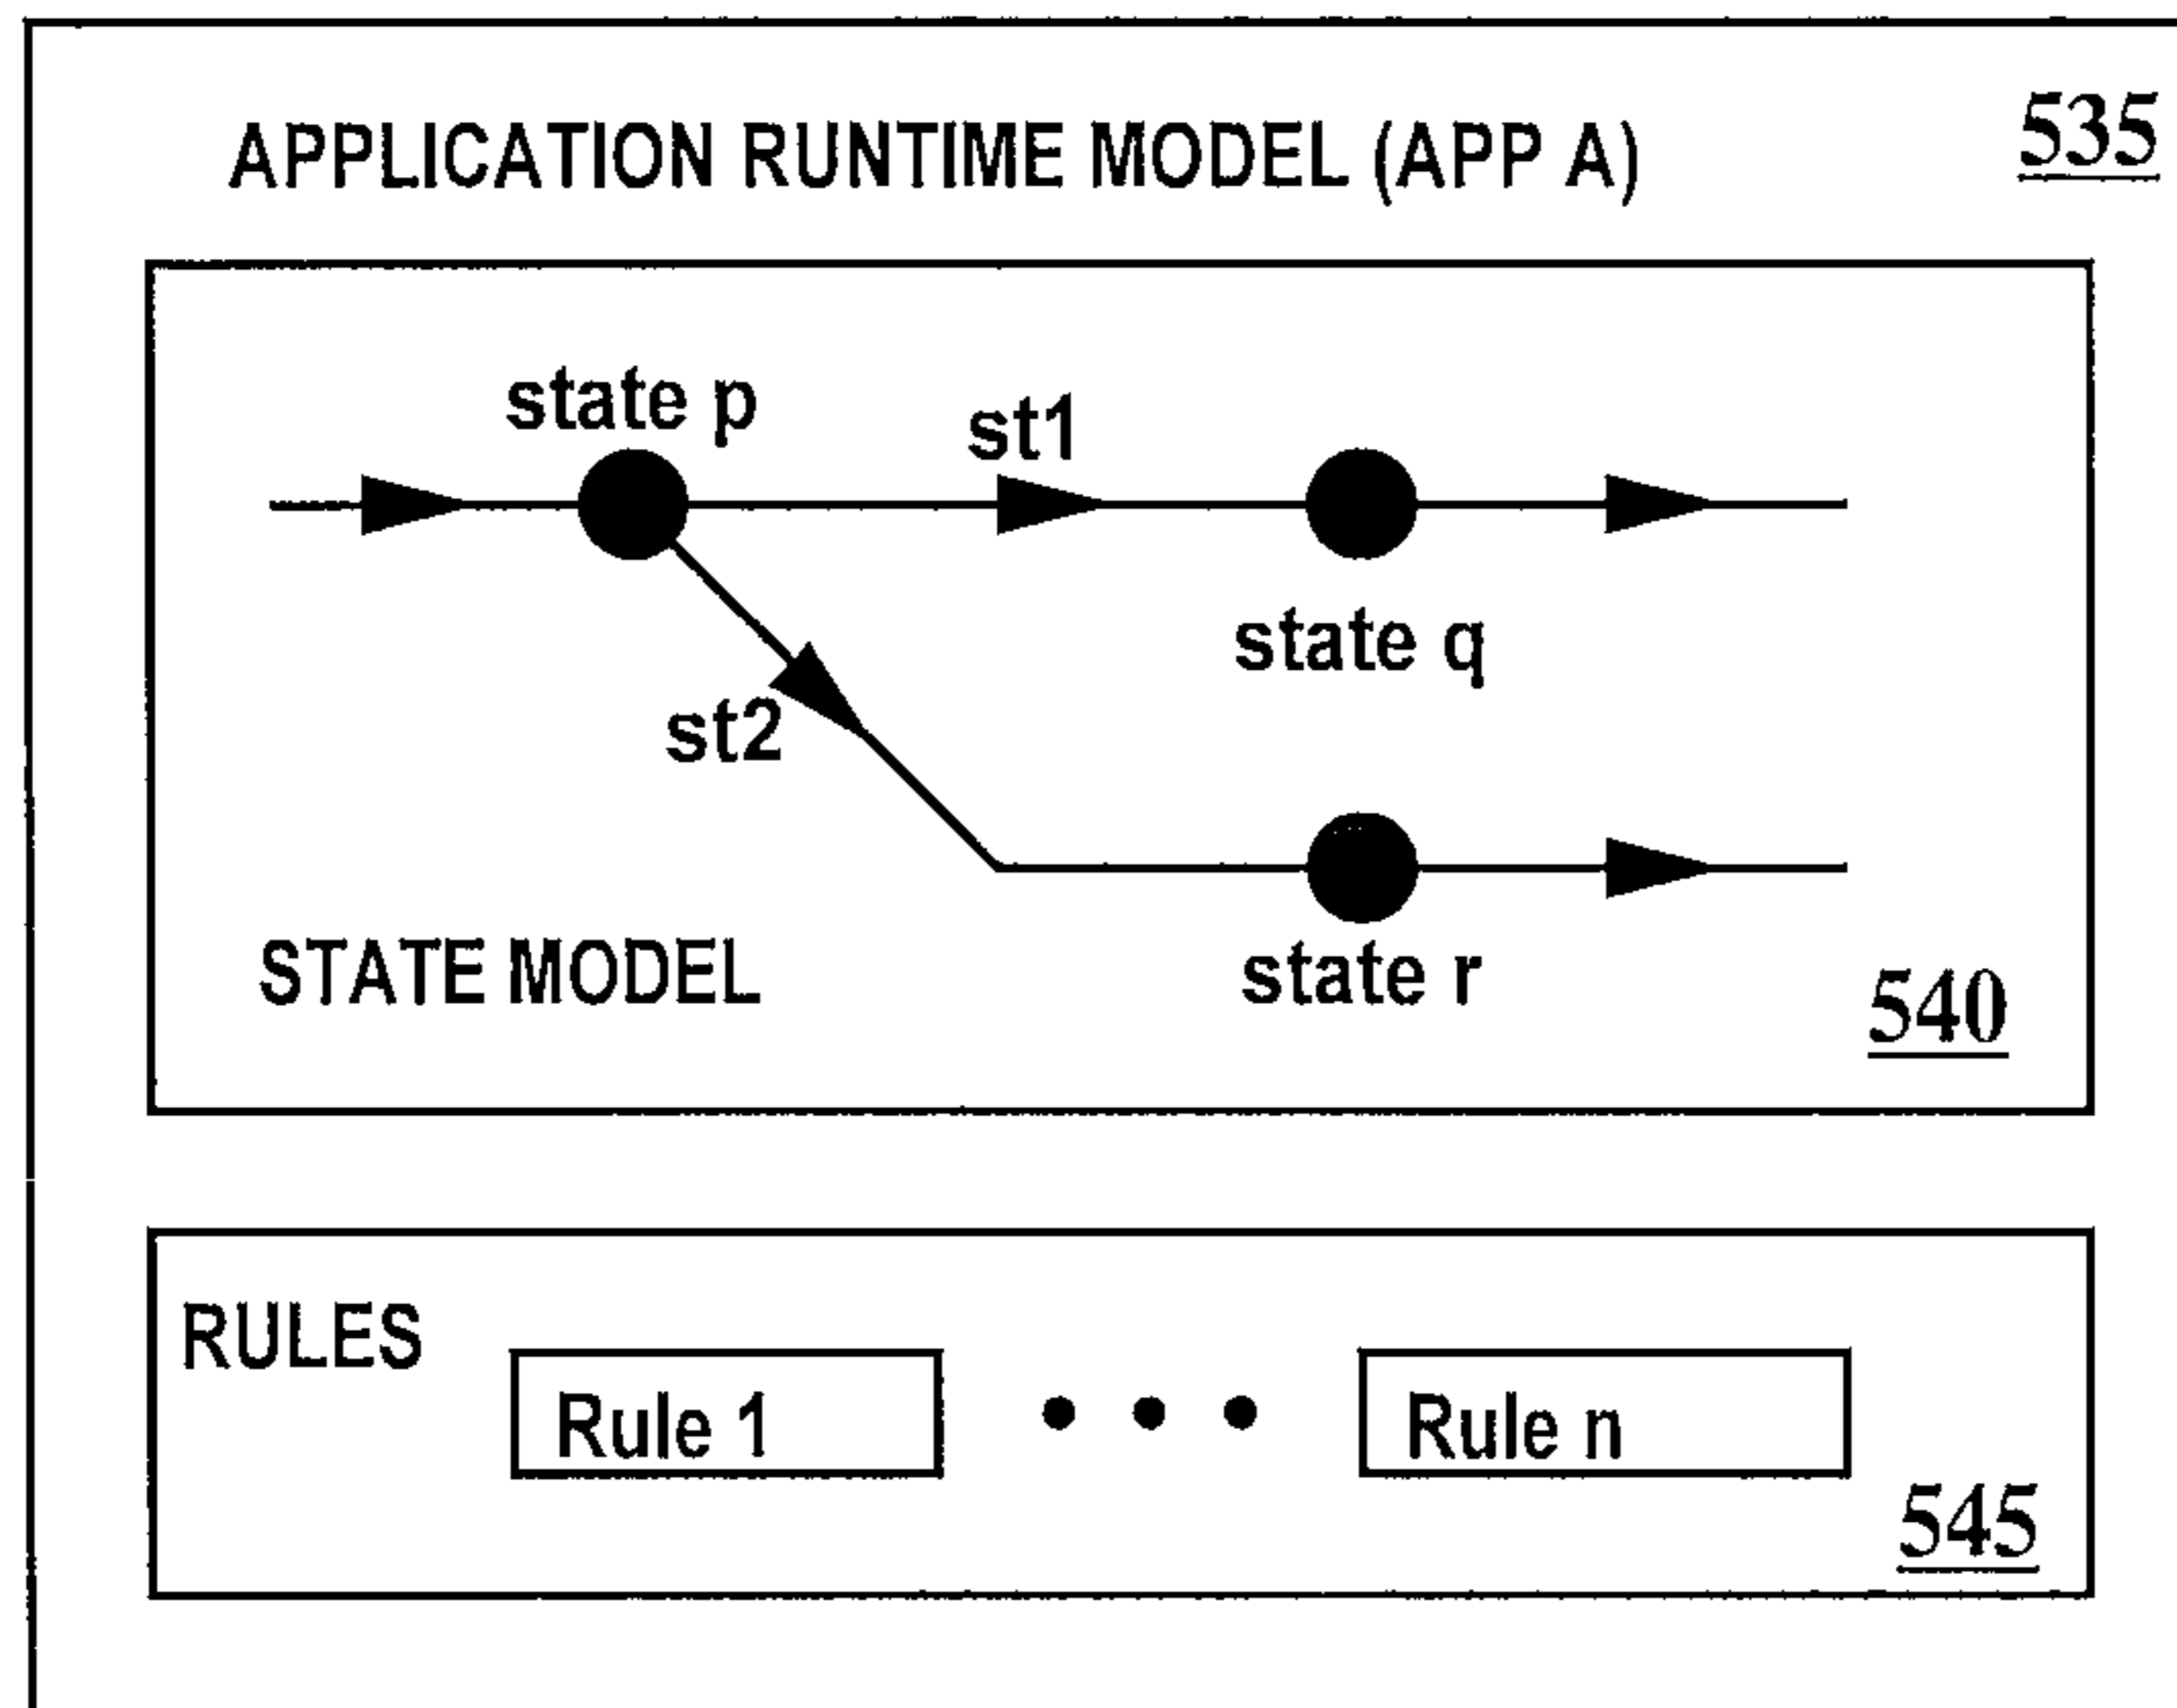 APPLICATION RUNTIME MODEL (APP A) 535
state p
st1
state q
st2
STATE MODEL
state r
540
RULES
Rule 1 • • • Rule n
545